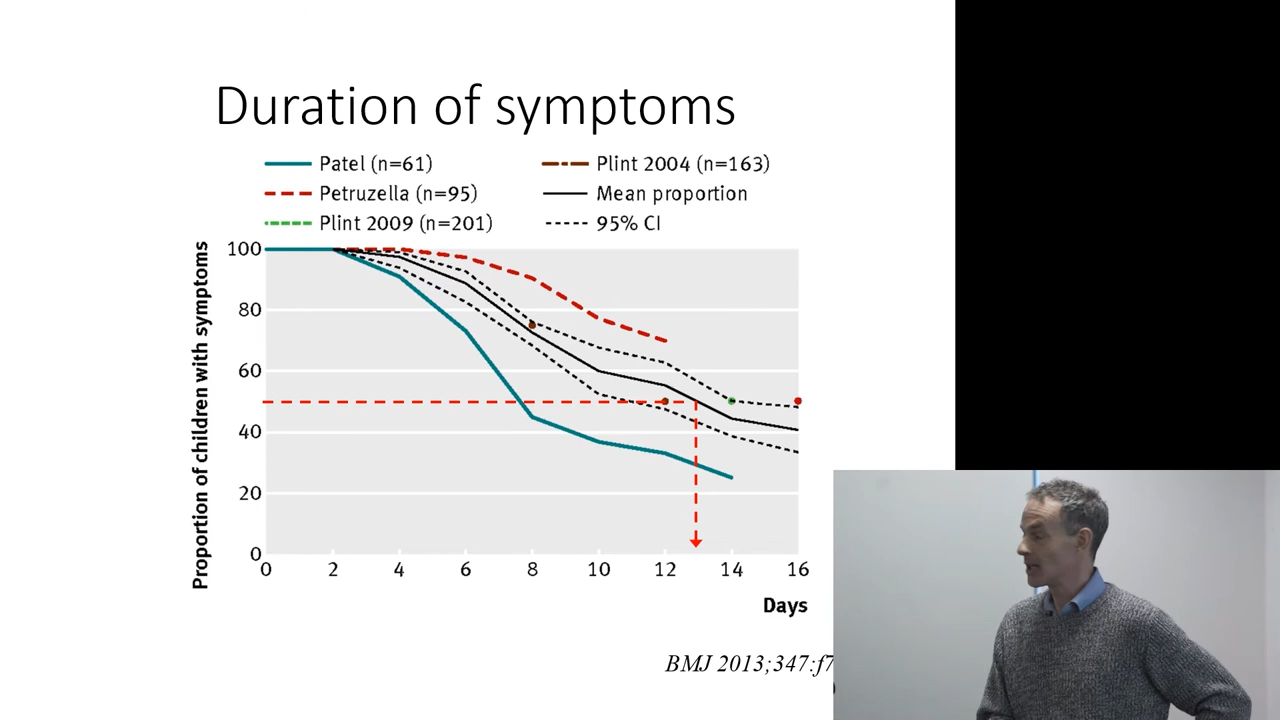 Duration of symptoms
Patel (n=61)
Petruzella (n=95)
Plint 2009 (n=201)
Plint 2004 (n=163)
Mean proportion
95% CI
Proportion of children with symptoms
100
80
60
40
20
0
0 2 4 6 8 10 12 14 16
Days
BMJ 2013;347:f7